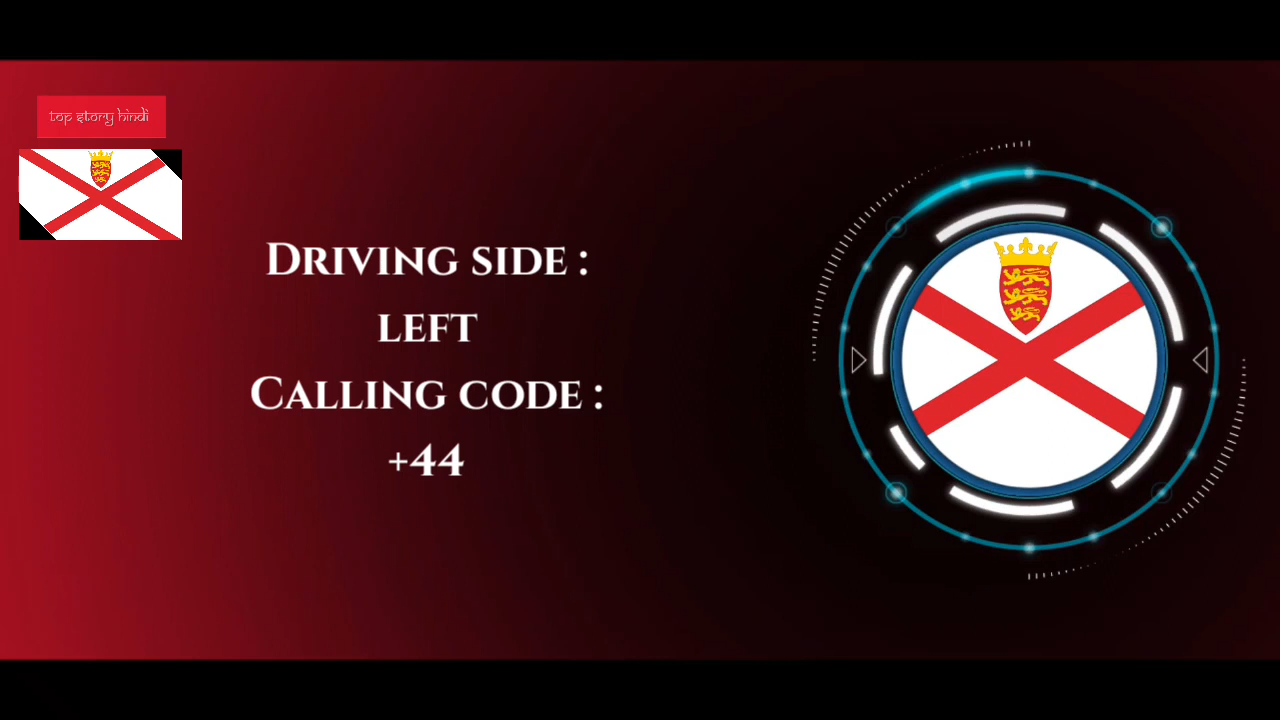 top story hindi
Driving side :
left
Calling code :
+44